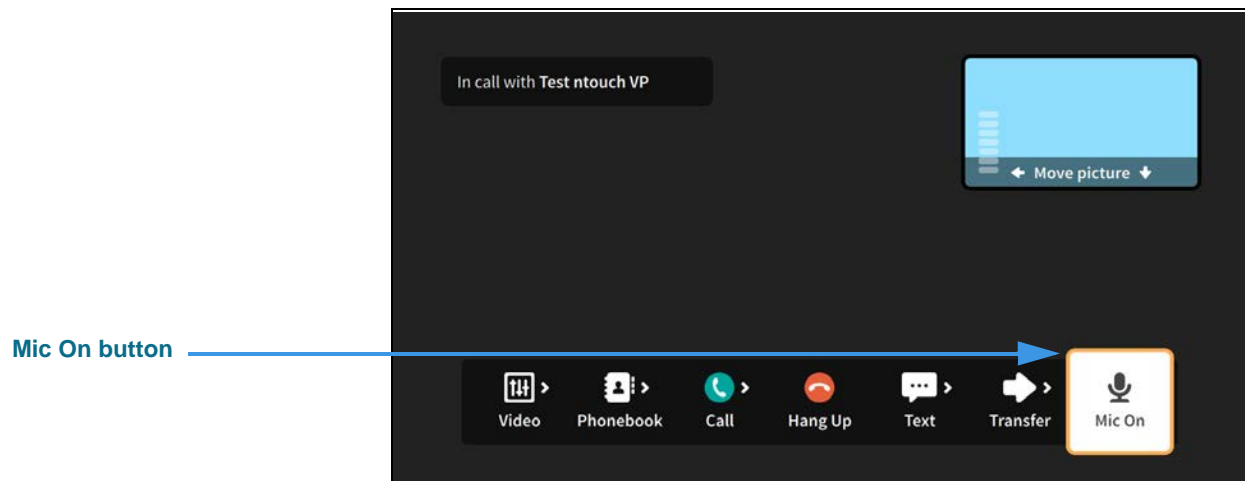 In call with Test ntouch VP
Move picture
Mic On button
Video Phonebook Call Hang Up Text Transfer Mic On